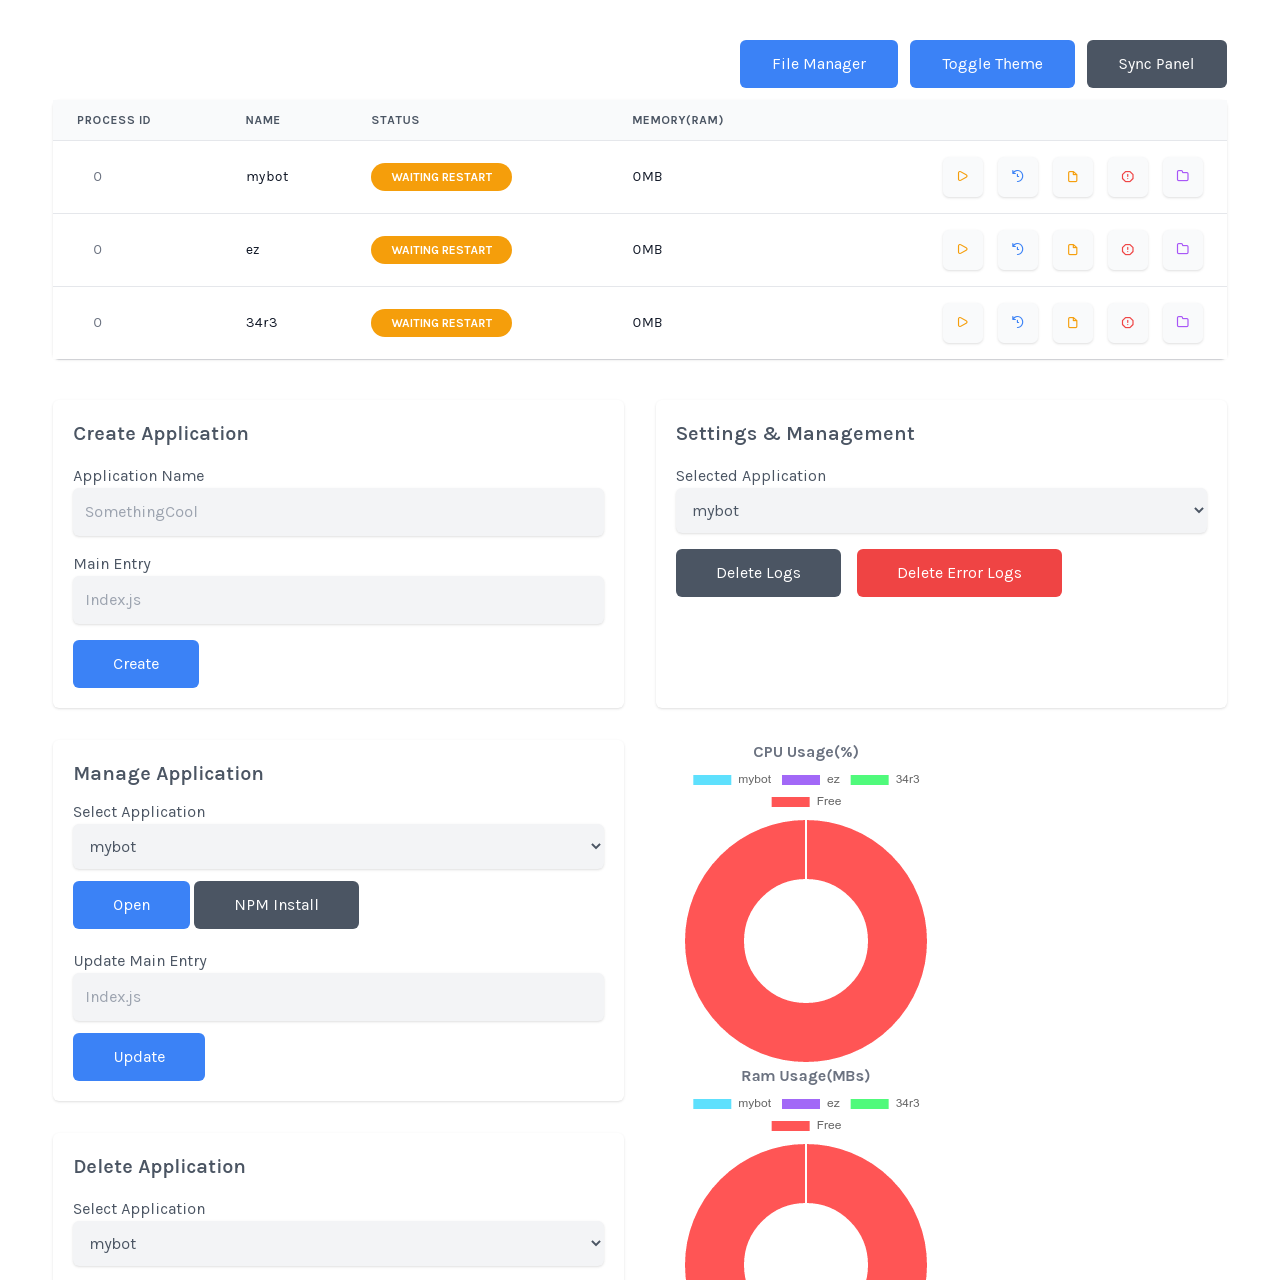 File Manager Toggle Theme Sync Panel
PROCESS ID NAME STATUS MEMORY(RAM)
0 mybot WAITING RESTART 0MB
0 ez WAITING RESTART 0MB
0 34r3 WAITING RESTART 0MB
Create Application
Application Name
SomethingCool
Main Entry
Index.js
Create
Settings & Management
Selected Application
mybot
Delete Logs Delete Error Logs
Manage Application
Select Application
mybot
Open NPM Install
Update Main Entry
Index.js
Update
CPU Usage(%)
mybot ez 34r3
Free
Ram Usage(MBs)
mybot ez 34r3
Free
Delete Application
Select Application
mybot